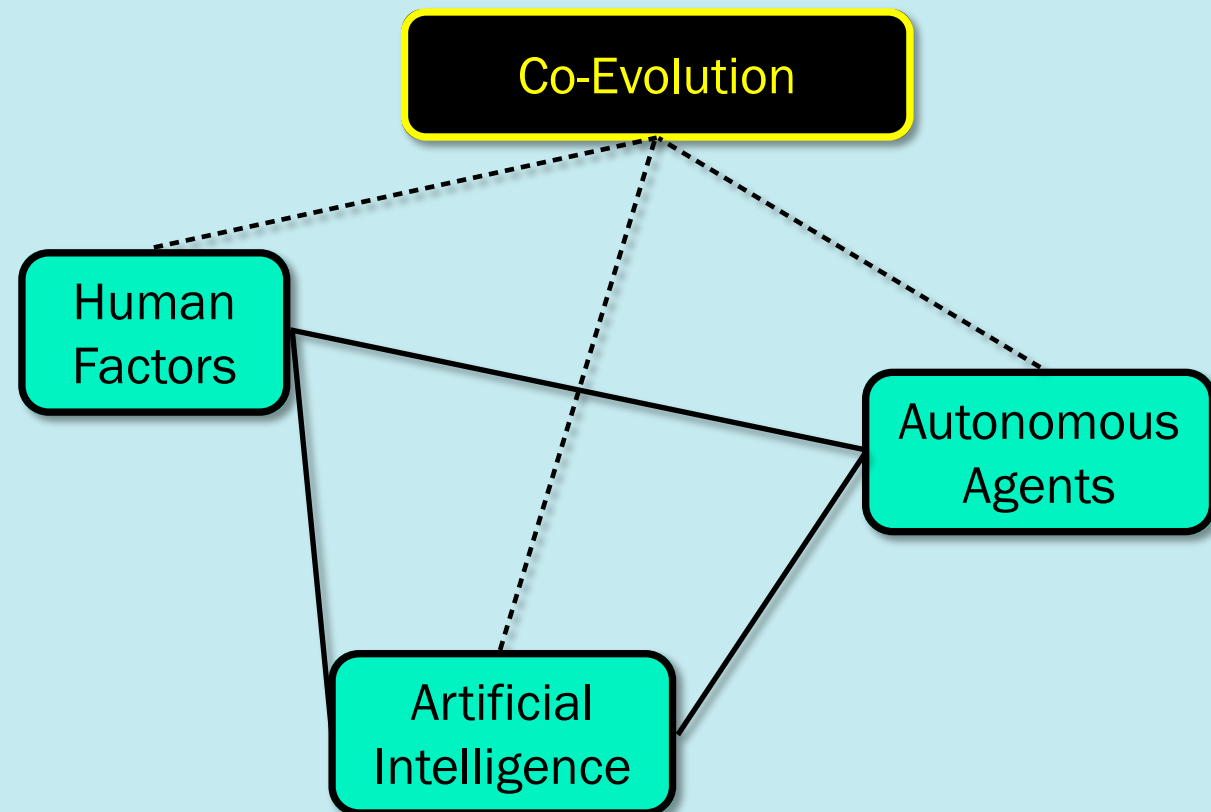 Co-Evolution
Human
Factors
Autonomous
Agents
Artificial
Intelligence